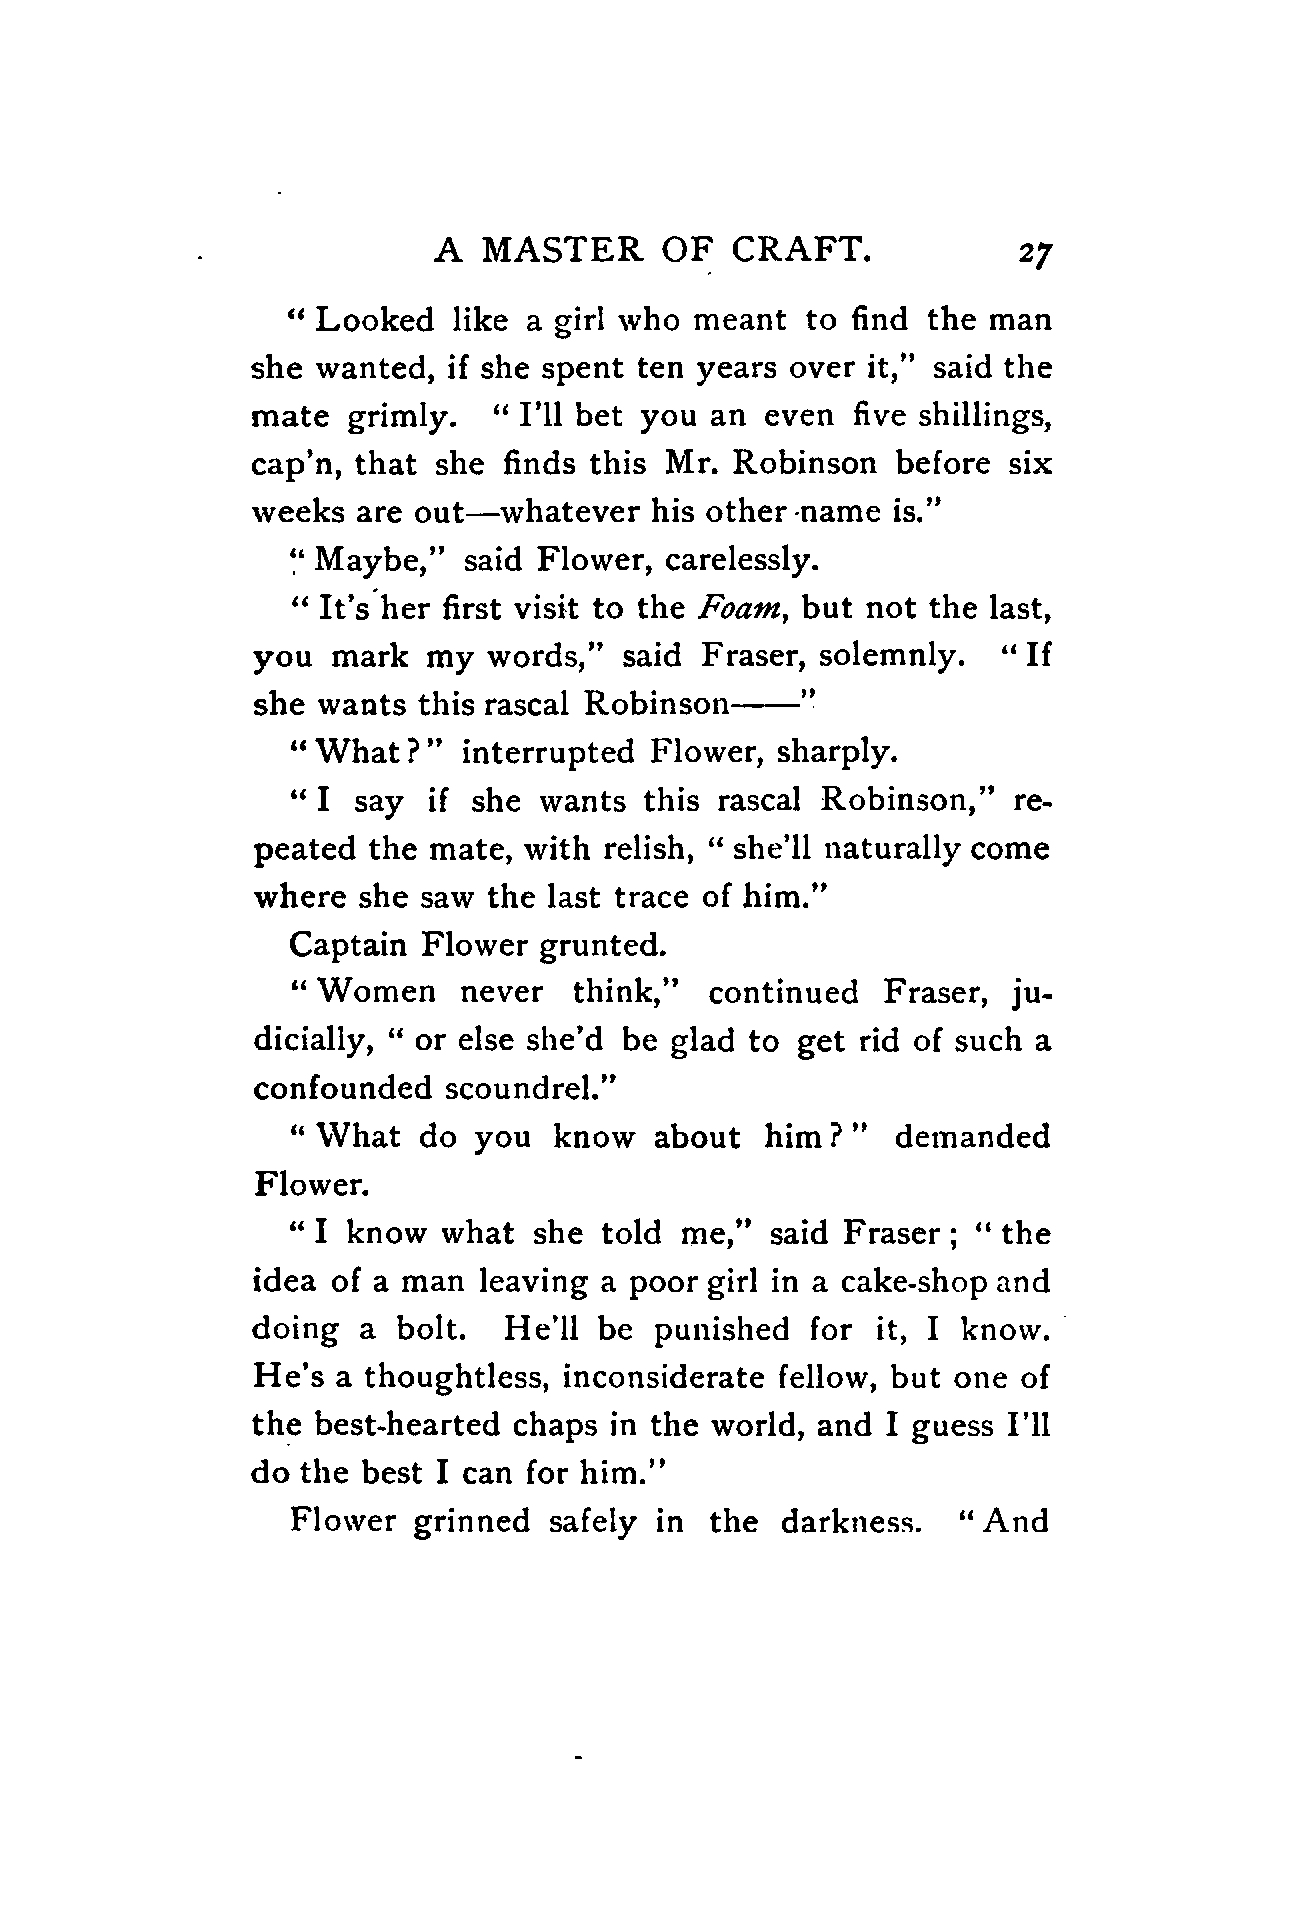 A MASTER OF CRAFT. 27
“ Looked like a girl who meant to find the man
she wanted, if she spent ten years over it,” said the
mate grimly. “ I’ll bet you an even five shillings,
cap’n, that she finds this Mr. Robinson before six
weeks are out—whatever his other name is.”
“ Maybe,” said Flower, carelessly.
“ It’s her first visit to the Foam, but not the last,
you mark my words,” said Fraser, solemnly. “ If
she wants this rascal Robinson——”
“ What ? ” interrupted Flower, sharply.
“ I say if she wants this rascal Robinson,” re-
peated the mate, with relish, “ she’ll naturally come
where she saw the last trace of him.”
Captain Flower grunted.
“ Women never think,” continued Fraser, ju-
dicially, “ or else she’d be glad to get rid of such a
confounded scoundrel.”
“ What do you know about him ? ” demanded
Flower.
“ I know what she told me,” said Fraser ; “ the
idea of a man leaving a poor girl in a cake-shop and
doing a bolt. He’ll be punished for it, I know.
He’s a thoughtless, inconsiderate fellow, but one of
the best-hearted chaps in the world, and I guess I’ll
do the best I can for him.”
Flower grinned safely in the darkness. “ And